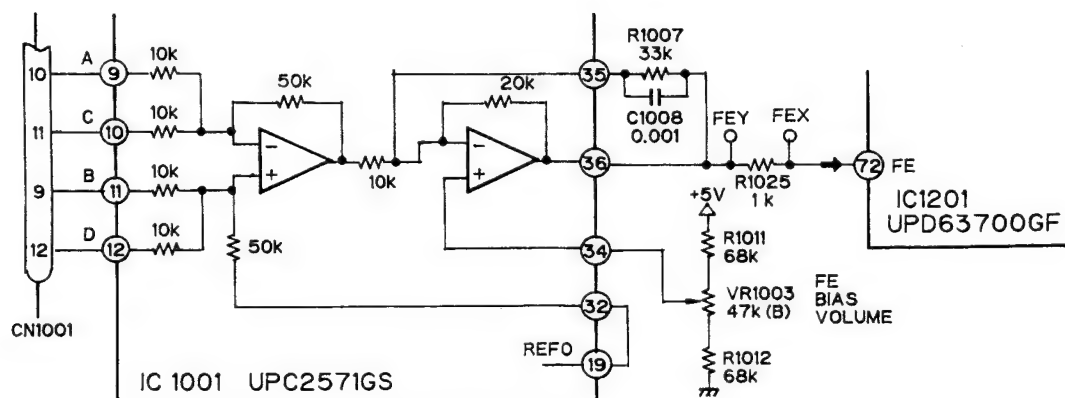 A
10
9
10k
C
11
10
10k
B
9
11
10k
D
12
12
10k
50k
50k
−
+
10k
20k
−
+
35
36
34
32
19
REFO
R1007
33k
C1008
0.001
FEY
FEX
R1025
1k
72
FE
IC1201
UPD63700GF
+5V
R1011
68k
VR1003
47k(B)
FE
BIAS
VOLUME
R1012
68k
CN1001
IC 1001 UPC2571GS